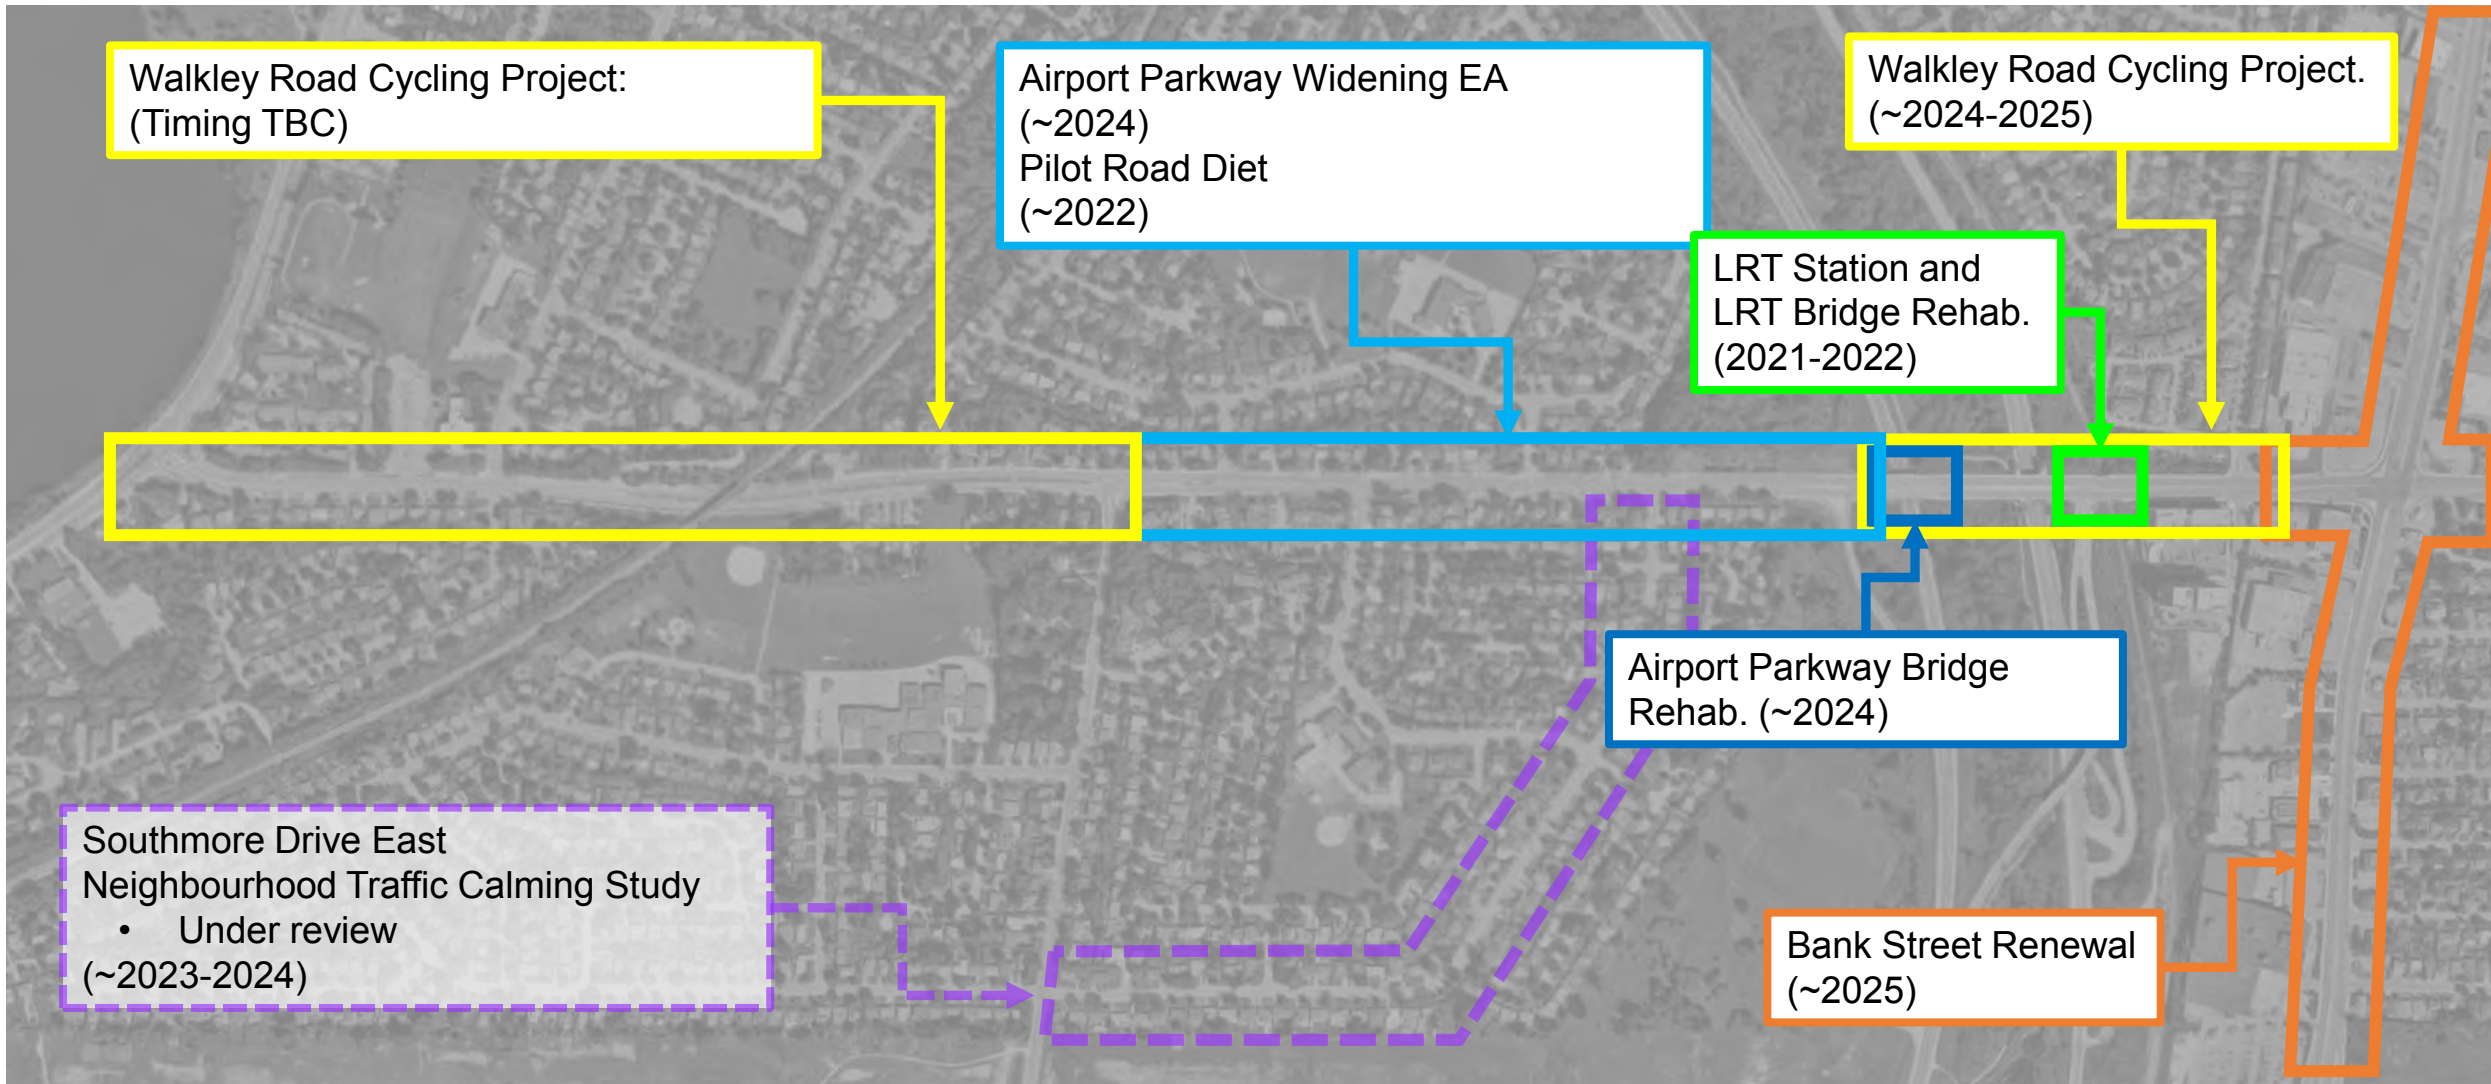 Walkley Road Cycling Project:
(Timing TBC)
Airport Parkway Widening EA
(~2024)
Pilot Road Diet
(~2022)
Walkley Road Cycling Project.
(~2024-2025)
LRT Station and
LRT Bridge Rehab.
(2021-2022)
Airport Parkway Bridge
Rehab. (~2024)
Southmore Drive East
Neighbourhood Traffic Calming Study
• Under review
(~2023-2024)
Bank Street Renewal
(~2025)